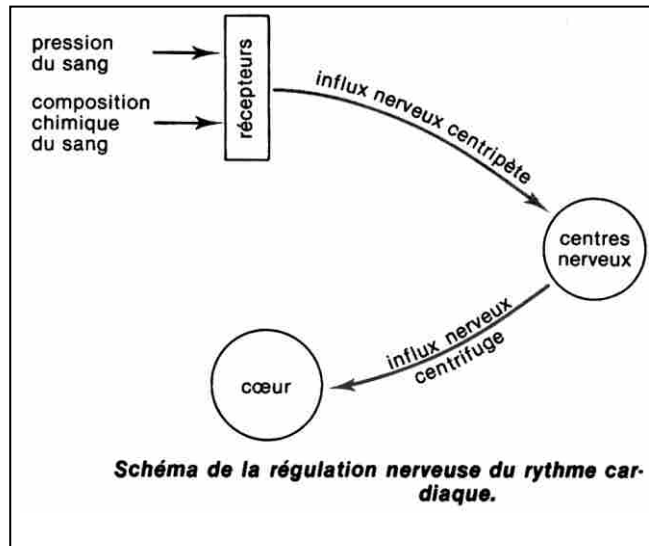 pression
du sang
composition
chimique
du sang
récepteurs
influx nerveux centripète
centres
nerveux
influx nerveux
centrifuge
cœur
Schéma de la régulation nerveuse du rythme car-
diaque.